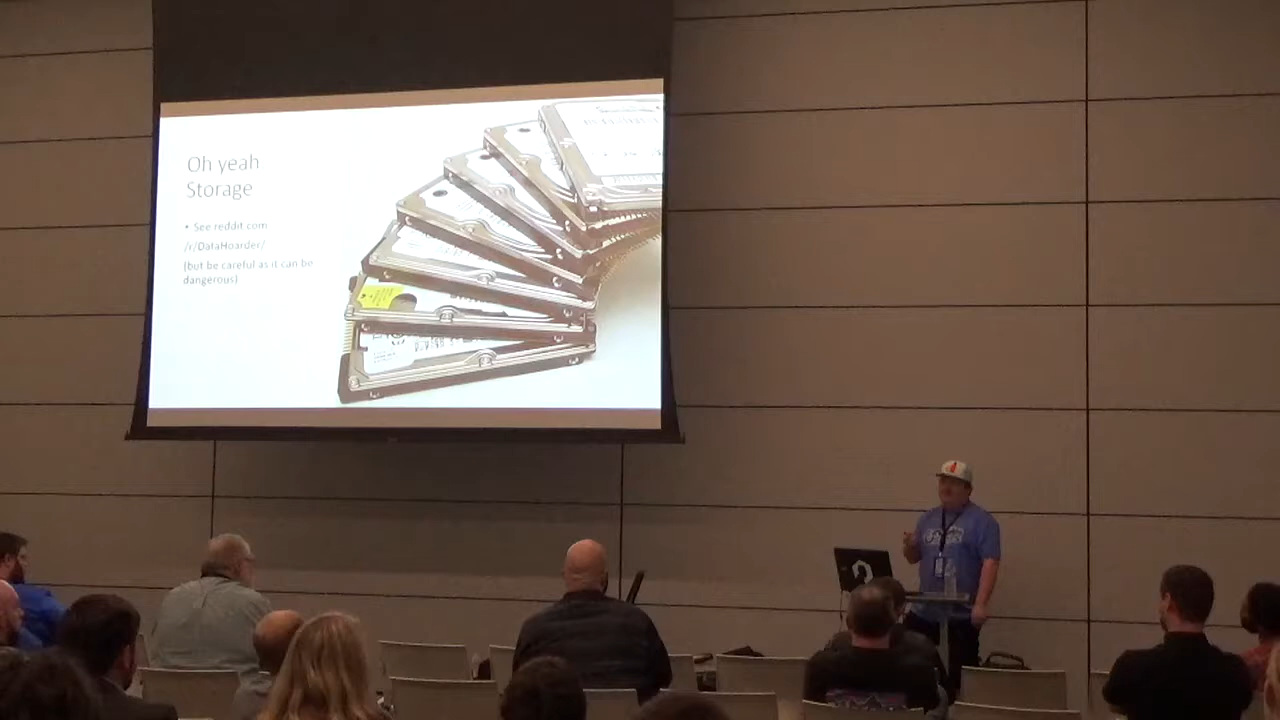 Oh yeah
Storage
• See reddit.com
/r/DataHoarder/
(but be careful as it can be
dangerous)